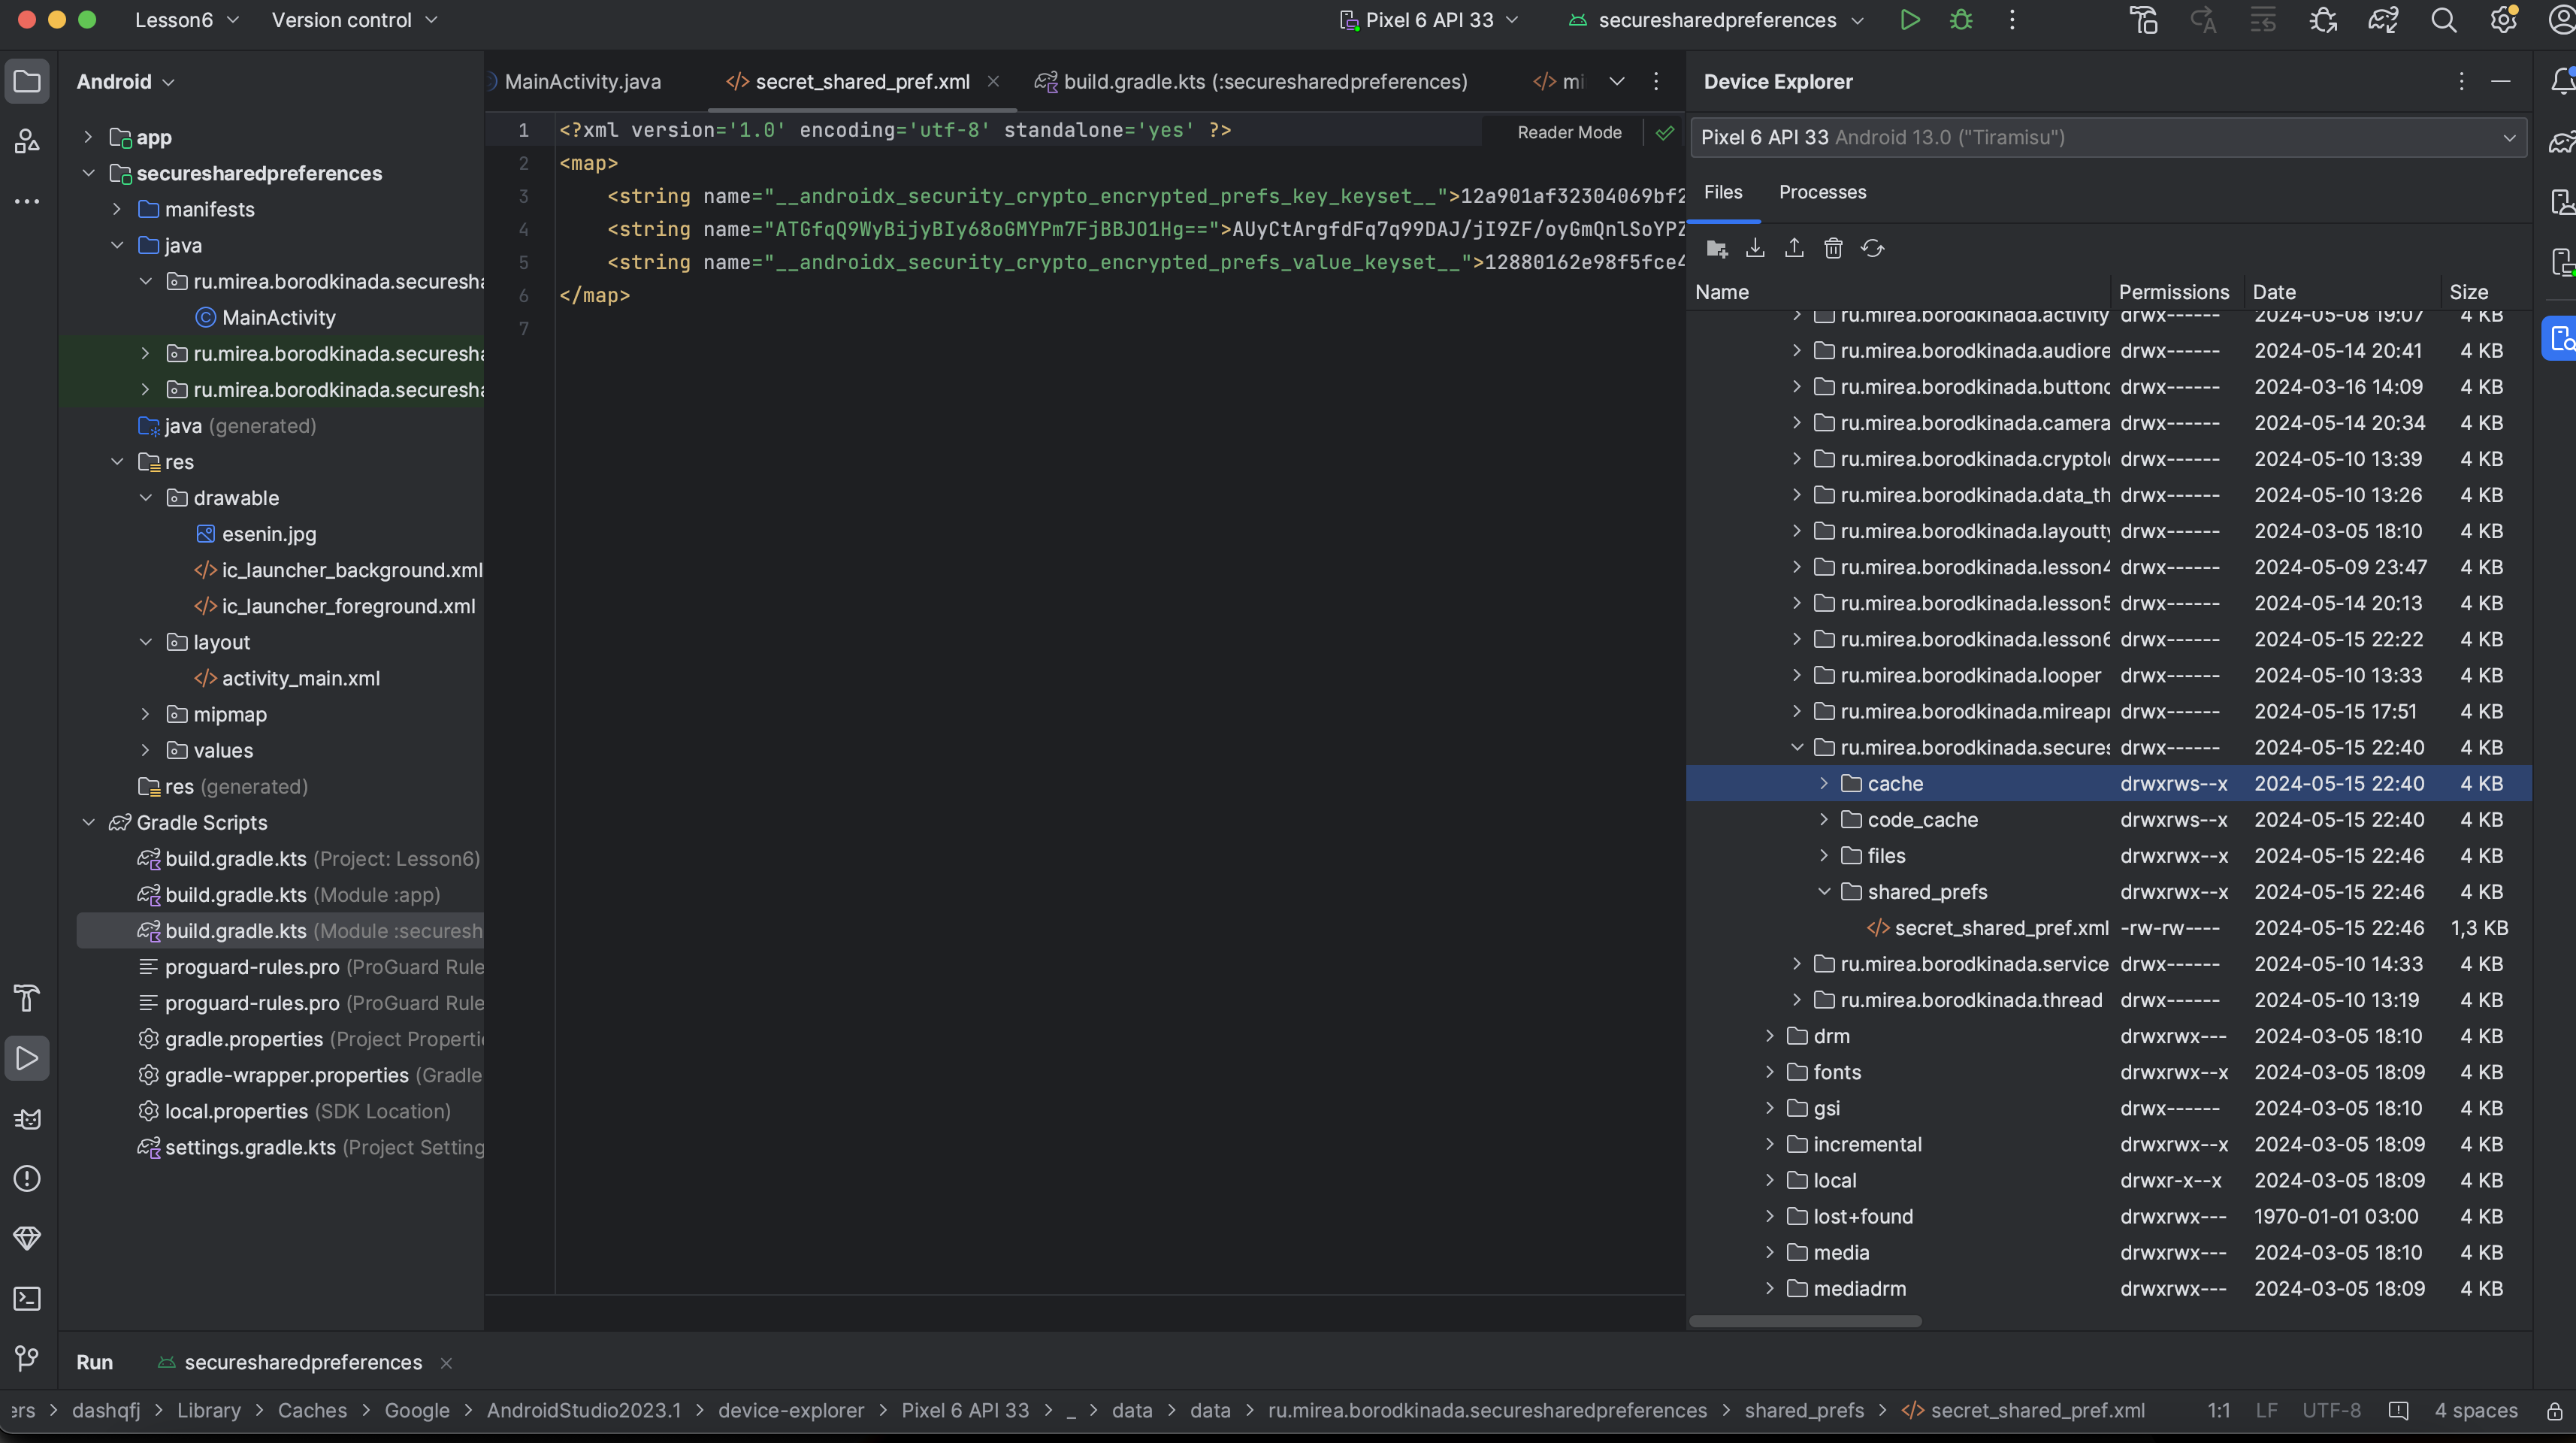 Lesson6 Version control Pixel 6 API 33 securesharedpreferences
Android
app
securesharedpreferences
manifests
java
ru.mirea.borodkinada.securesha
MainActivity
ru.mirea.borodkinada.securesha
ru.mirea.borodkinada.securesha
java (generated)
res
drawable
esenin.jpg
ic_launcher_background.xml
ic_launcher_foreground.xml
layout
activity_main.xml
mipmap
values
res (generated)
Gradle Scripts
build.gradle.kts (Project: Lesson6)
build.gradle.kts (Module :app)
build.gradle.kts (Module :securesh
proguard-rules.pro (ProGuard Rule
proguard-rules.pro (ProGuard Rule
gradle.properties (Project Properti
gradle-wrapper.properties (Gradle
local.properties (SDK Location)
settings.gradle.kts (Project Setting
MainActivity.java secret_shared_pref.xml build.gradle.kts (:securesharedpreferences) mi
Reader Mode
1 <?xml version='1.0' encoding='utf-8' standalone='yes' ?>
2 <map>
3 <string name="__androidx_security_crypto_encrypted_prefs_key_keyset__">12a901af32304069bf2
4 <string name="ATGfqQ9WyBijyBIy68oGMYPm7FjBBJO1Hg==">AUyCtArgfdFq7q99DAJ/jI9ZF/oyGmQnlSoYPZ
5 <string name="__androidx_security_crypto_encrypted_prefs_value_keyset__">12880162e98f5fce4
6 </map>
7
Device Explorer
Pixel 6 API 33 Android 13.0 ("Tiramisu")
Files Processes
Name Permissions Date Size
ru.mirea.borodkinada.activity drwx------ 2024-05-08 19:07 4 KB
ru.mirea.borodkinada.audiore drwx------ 2024-05-14 20:41 4 KB
ru.mirea.borodkinada.buttonc drwx------ 2024-03-16 14:09 4 KB
ru.mirea.borodkinada.camera drwx------ 2024-05-14 20:34 4 KB
ru.mirea.borodkinada.cryptolo drwx------ 2024-05-10 13:39 4 KB
ru.mirea.borodkinada.data_th drwx------ 2024-05-10 13:26 4 KB
ru.mirea.borodkinada.layoutty drwx------ 2024-03-05 18:10 4 KB
ru.mirea.borodkinada.lesson4 drwx------ 2024-05-09 23:47 4 KB
ru.mirea.borodkinada.lesson5 drwx------ 2024-05-14 20:13 4 KB
ru.mirea.borodkinada.lesson6 drwx------ 2024-05-15 22:22 4 KB
ru.mirea.borodkinada.looper drwx------ 2024-05-10 13:33 4 KB
ru.mirea.borodkinada.mireapr drwx------ 2024-05-15 17:51 4 KB
ru.mirea.borodkinada.secures drwx------ 2024-05-15 22:40 4 KB
cache drwxrws--x 2024-05-15 22:40 4 KB
code_cache drwxrws--x 2024-05-15 22:40 4 KB
files drwxrwx--x 2024-05-15 22:46 4 KB
shared_prefs drwxrwx--x 2024-05-15 22:46 4 KB
secret_shared_pref.xml -rw-rw---- 2024-05-15 22:46 1,3 KB
ru.mirea.borodkinada.service drwx------ 2024-05-10 14:33 4 KB
ru.mirea.borodkinada.thread drwx------ 2024-05-10 13:19 4 KB
drm drwxrwx--- 2024-03-05 18:10 4 KB
fonts drwxrwx--x 2024-03-05 18:09 4 KB
gsi drwx------ 2024-03-05 18:10 4 KB
incremental drwxrwx--x 2024-03-05 18:09 4 KB
local drwxr-x--x 2024-03-05 18:09 4 KB
lost+found drwxrwx--- 1970-01-01 03:00 4 KB
media drwxrwx--- 2024-03-05 18:10 4 KB
mediadrm drwxrwx--- 2024-03-05 18:09 4 KB
Run securesharedpreferences
ers > dashqfj > Library > Caches > Google > AndroidStudio2023.1 > device-explorer > Pixel 6 API 33 > _ > data > data > ru.mirea.borodkinada.securesharedpreferences > shared_prefs > secret_shared_pref.xml 1:1 LF UTF-8 4 spaces